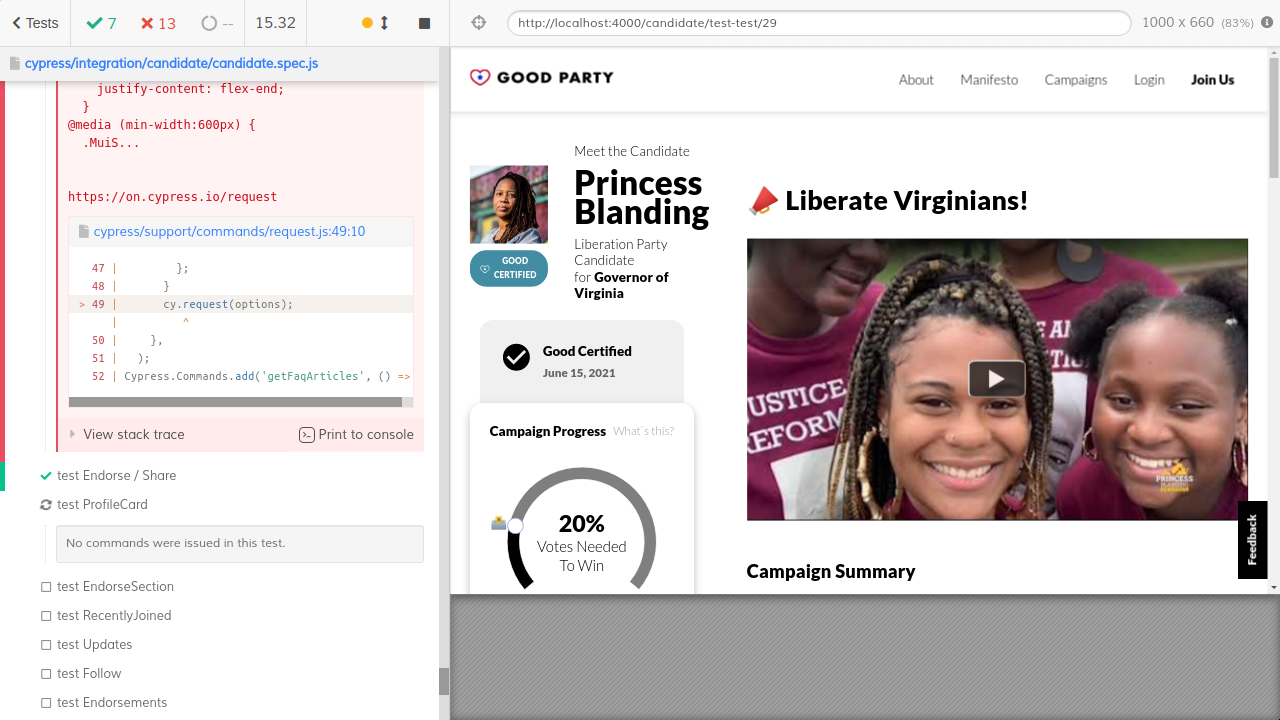 Tests
7
13
--
15.32
http://localhost:4000/candidate/test-test/29
1000 x 660 (83%)
cypress/integration/candidate/candidate.spec.js
justify-content: flex-end;
}
@media (min-width:600px) {
.MuiS...
https://on.cypress.io/request
cypress/support/commands/request.js:49:10
47 | };
48 | }
> 49 | cy.request(options);
| ^
50 | },
51 | );
52 | Cypress.Commands.add('getFaqArticles', () =>
View stack trace
Print to console
test Endorse / Share
test ProfileCard
No commands were issued in this test.
test EndorseSection
test RecentlyJoined
test Updates
test Follow
test Endorsements
GOOD PARTY
About
Manifesto
Campaigns
Login
Join Us
Meet the Candidate
Princess
Blanding
Liberation Party
Candidate
for Governor of
Virginia
GOOD
CERTIFIED
Good Certified
June 15, 2021
Campaign Progress What's this?
20%
Votes Needed
To Win
Liberate Virginians!
JUSTICE
REFORM
PRINCESS
BLANDING
Campaign Summary
Feedback